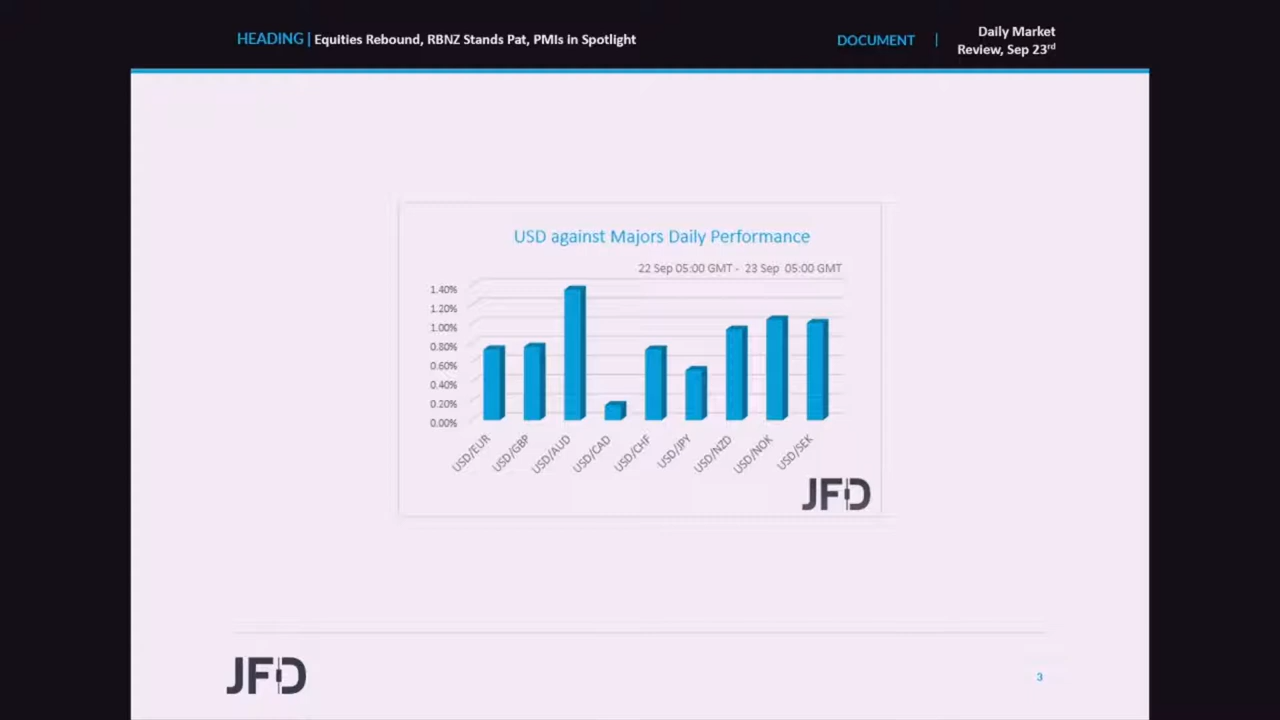 HEADING | Equities Rebound, RBNZ Stands Pat, PMIs in Spotlight
DOCUMENT |
Daily Market
Review, Sep 23rd
USD against Majors Daily Performance
22 Sep 05:00 GMT - 23 Sep 05:00 GMT
1.40%
1.20%
1.00%
0.80%
0.60%
0.40%
0.20%
0.00%
USD/EUR
USD/GBP
USD/AUD
USD/CAD
USD/CHF
USD/JPY
USD/NZD
USD/NOK
USD/SEK
JFD
JFD
3